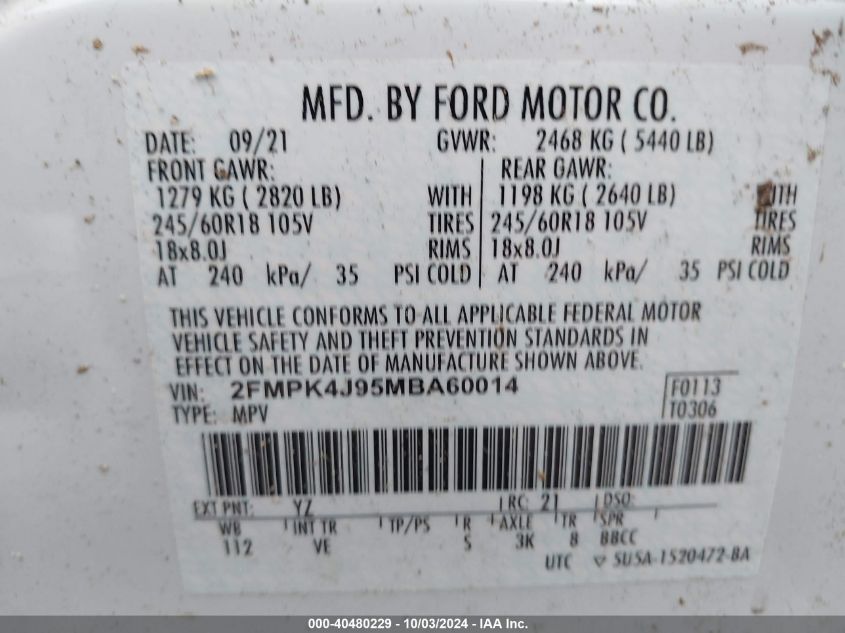 MFD. BY FORD MOTOR CO.
DATE: 09/21 GVWR: 2468 KG ( 5440 LB)
FRONT GAWR: REAR GAWR:
1279 KG ( 2820 LB) WITH 1198 KG ( 2640 LB) WITH
245/60R18 105V TIRES 245/60R18 105V TIRES
18x8.0J RIMS 18x8.0J RIMS
AT 240 kPa/ 35 PSI COLD AT 240 kPa/ 35 PSI COLD
THIS VEHICLE CONFORMS TO ALL APPLICABLE FEDERAL MOTOR
VEHICLE SAFETY AND THEFT PREVENTION STANDARDS IN
EFFECT ON THE DATE OF MANUFACTURE SHOWN ABOVE.
VIN: 2FMPK4J95MBA60014 F0113
TYPE: MPV T0306
EXT PNT: YZ RC: 21 DSO:
WB INT TR TP/PS R AXLE TR SPR
112 VE S 3K 8 BBCC
UTC ▽ SU5A-1520472-BA
000-40480229 - 10/03/2024 - IAA Inc.